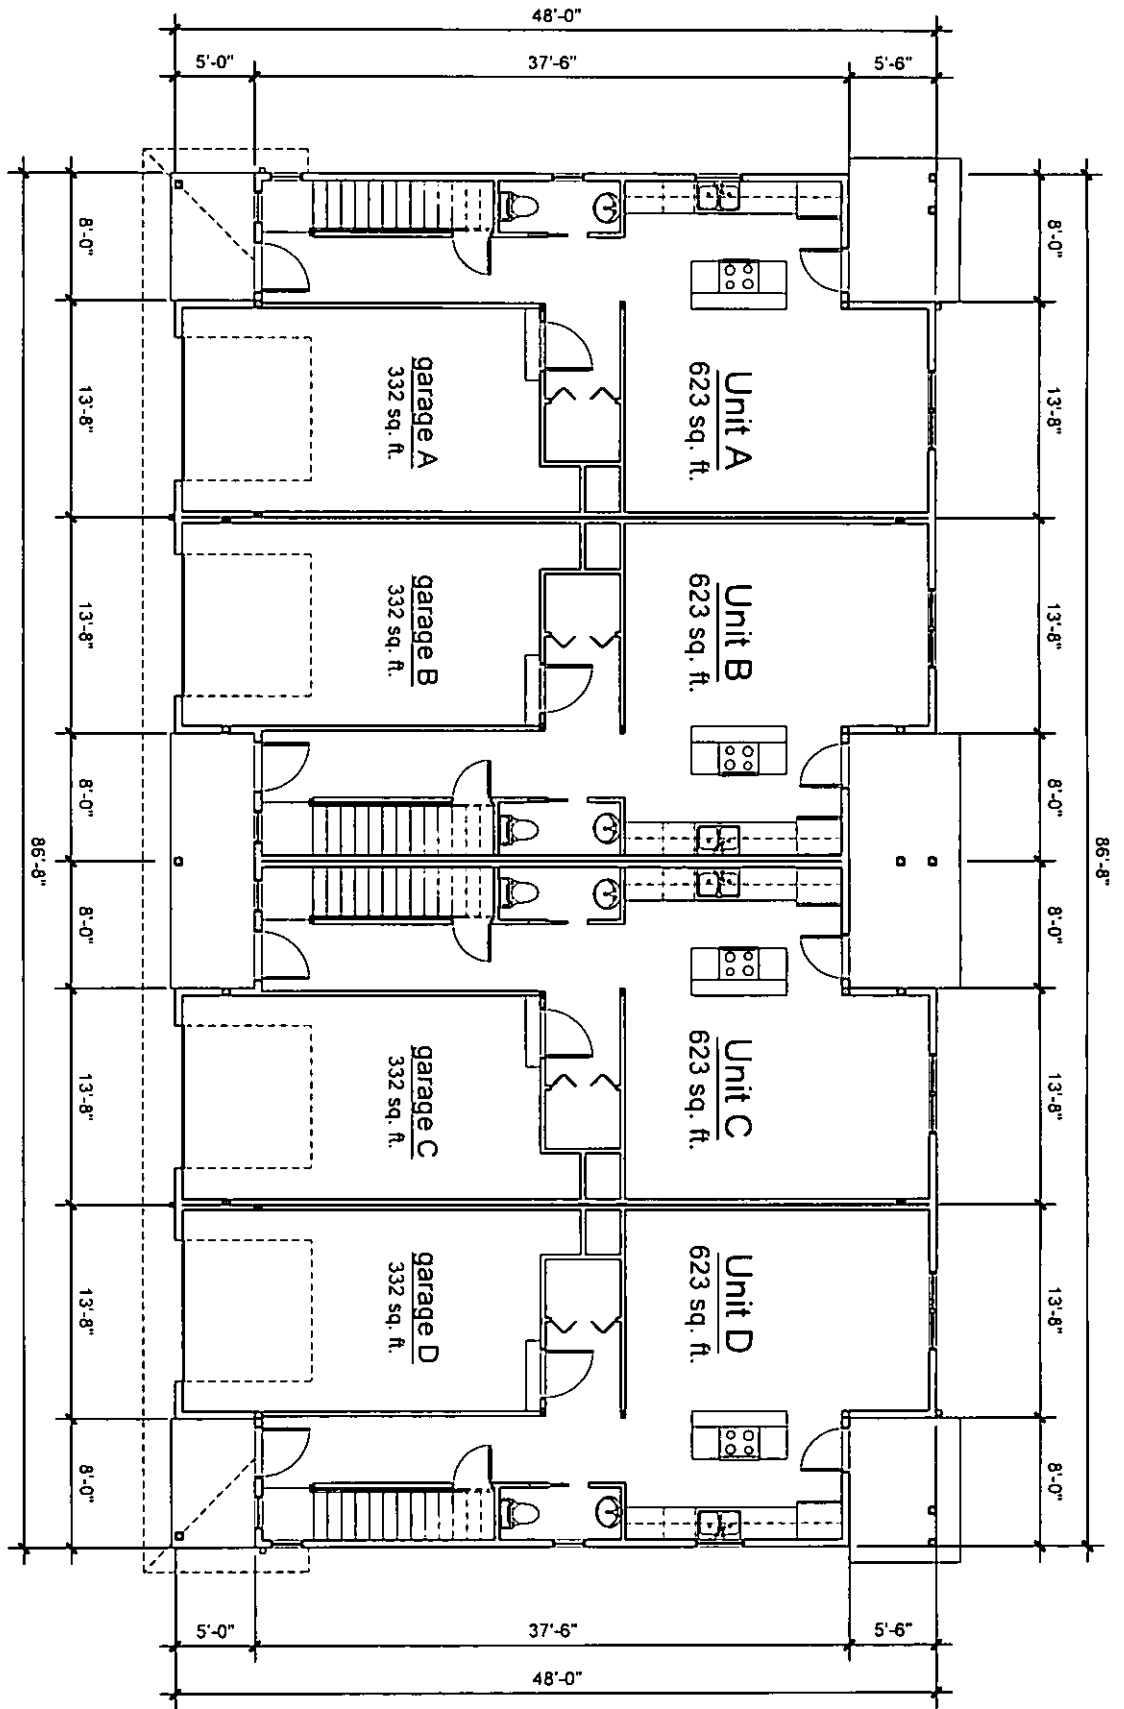 48'-0"
5'-0"
37'-6"
5'-6"
8'-0"
13'-8"
13'-8"
8'-0"
8'-0"
13'-8"
13'-8"
8'-0"
86'-8"
Unit A
623 sq. ft.
garage A
332 sq. ft.
Unit B
623 sq. ft.
garage B
332 sq. ft.
Unit C
623 sq. ft.
garage C
332 sq. ft.
Unit D
623 sq. ft.
garage D
332 sq. ft.
8'-0"
13'-8"
13'-8"
8'-0"
8'-0"
13'-8"
13'-8"
8'-0"
86'-8"
5'-0"
37'-6"
5'-6"
48'-0"